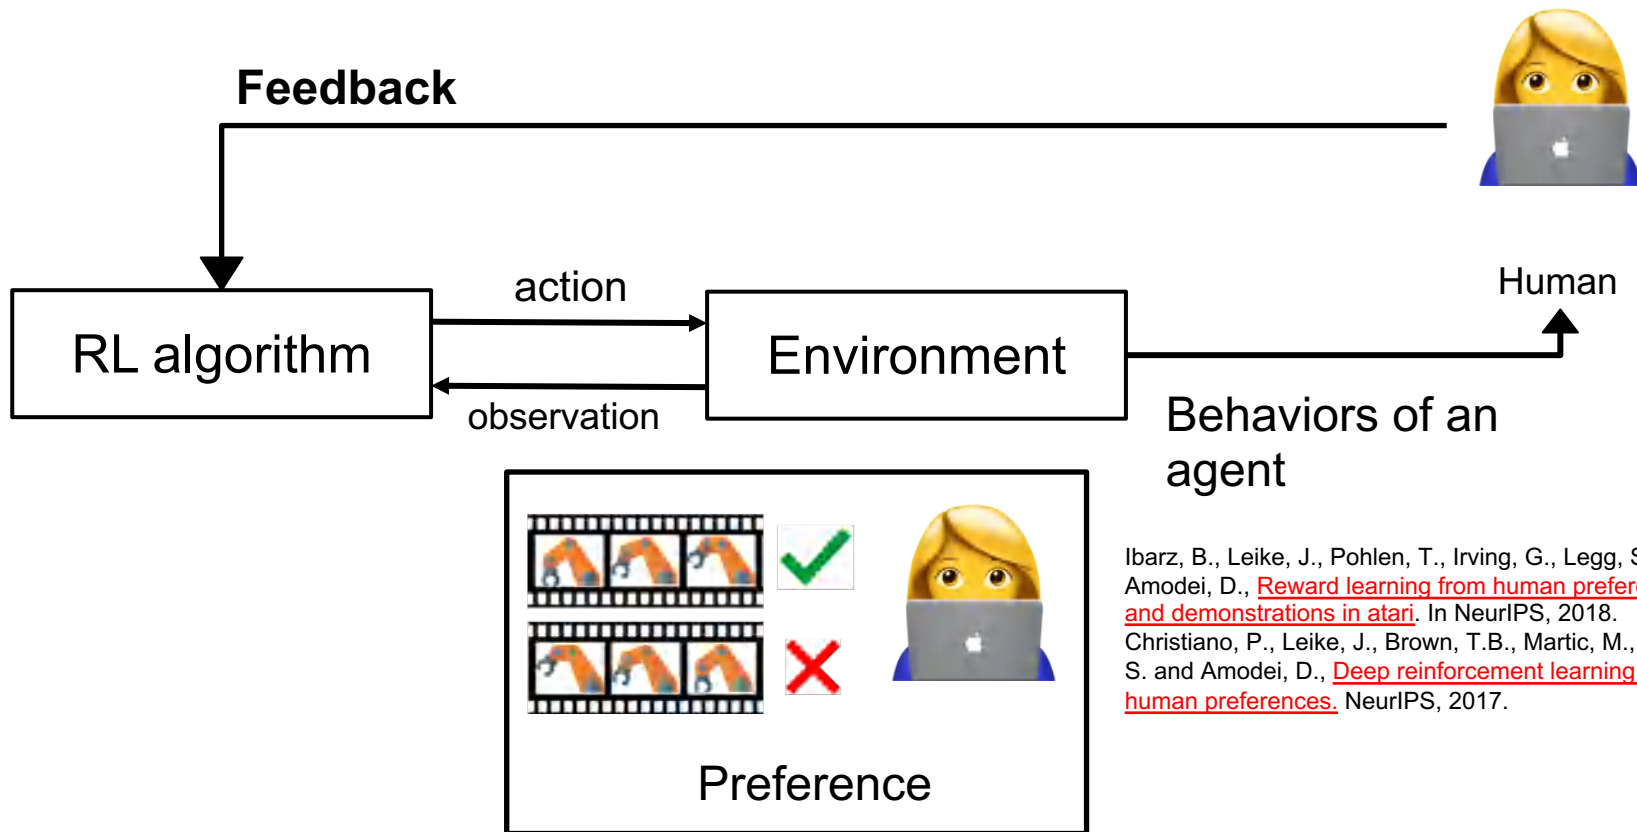 Feedback
Human
action
RL algorithm
Environment
observation
Behaviors of an
agent
Preference
Ibarz, B., Leike, J., Pohlen, T., Irving, G., Legg, S
Amodei, D., Reward learning from human prefer
and demonstrations in atari. In NeurIPS, 2018.
Christiano, P., Leike, J., Brown, T.B., Martic, M.,
S. and Amodei, D., Deep reinforcement learning
human preferences. NeurIPS, 2017.